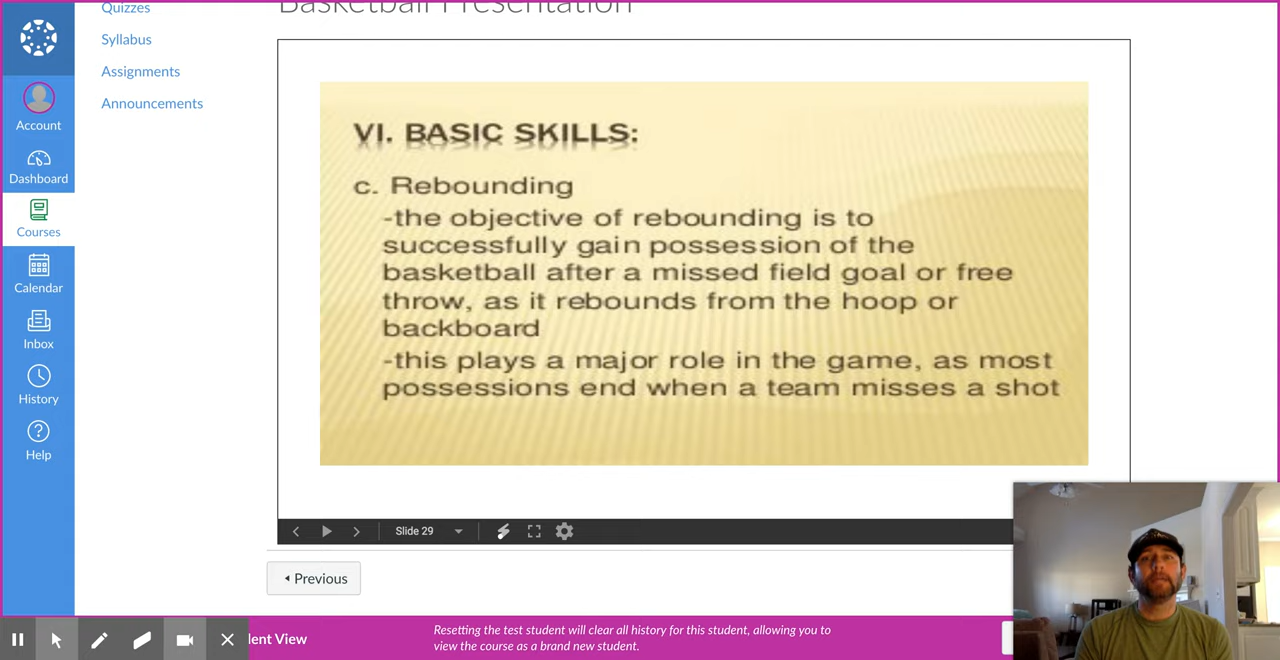 Basketball Presentation
Quizzes
Syllabus
Assignments
Announcements
Account
Dashboard
Courses
Calendar
Inbox
History
Help
VI. BASIC SKILLS:
c. Rebounding
-the objective of rebounding is to
successfully gain possession of the
basketball after a missed field goal or free
throw, as it rebounds from the hoop or
backboard
-this plays a major role in the game, as most
possessions end when a team misses a shot
Slide 29
Previous
lent View
Resetting the test student will clear all history for this student, allowing you to
view the course as a brand new student.